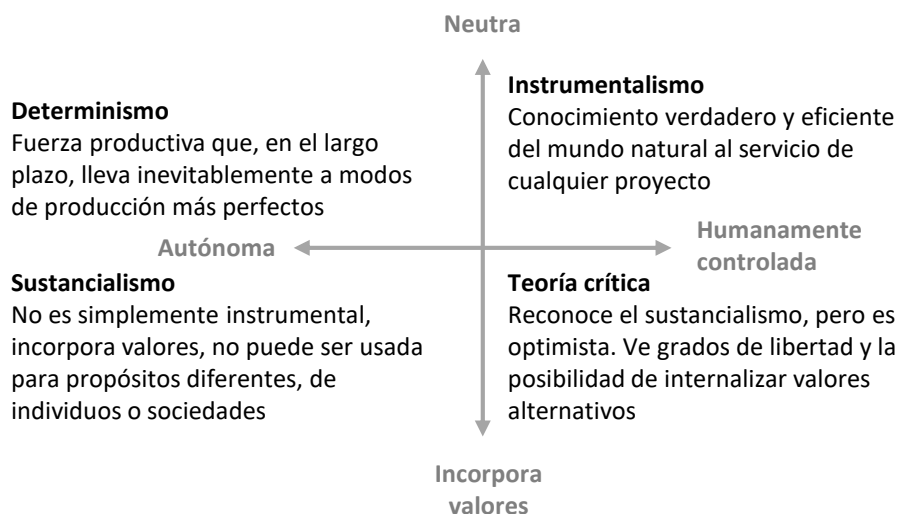 Neutra
Determinismo
Fuerza productiva que, en el largo
plazo, lleva inevitablemente a modos
de producción más perfectos
Instrumentalismo
Conocimiento verdadero y eficiente
del mundo natural al servicio de
cualquier proyecto
Autónoma
Humanamente
controlada
Sustancialismo
No es simplemente instrumental,
incorpora valores, no puede ser usada
para propósitos diferentes, de
individuos o sociedades
Teoría crítica
Reconoce el sustancialismo, pero es
optimista. Ve grados de libertad y la
posibilidad de internalizar valores
alternativos
Incorpora
valores